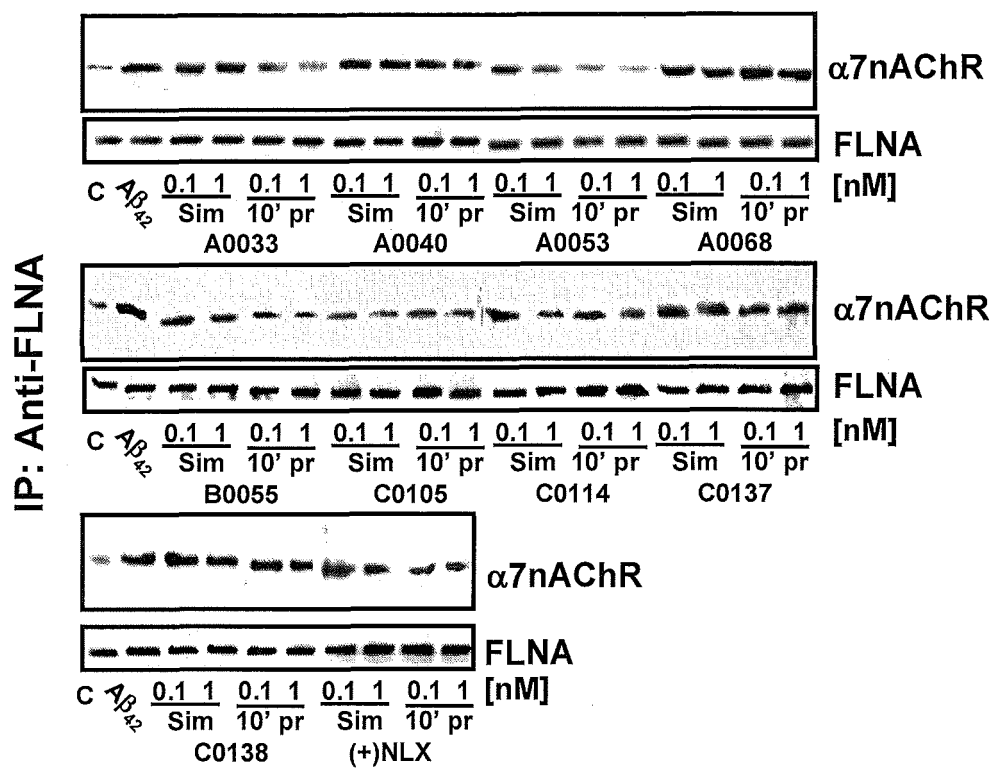 α7nAChR
FLNA
C Aβ42 0.1 1 0.1 1 0.1 1 0.1 1 0.1 1 0.1 1 0.1 1 0.1 1 [nM]
Sim 10' pr Sim 10' pr Sim 10' pr Sim 10' pr
A0033 A0040 A0053 A0068
IP: Anti-FLNA
α7nAChR
FLNA
C Aβ42 0.1 1 0.1 1 0.1 1 0.1 1 0.1 1 0.1 1 0.1 1 0.1 1 [nM]
Sim 10' pr Sim 10' pr Sim 10' pr Sim 10' pr
B0055 C0105 C0114 C0137
α7nAChR
FLNA
C Aβ42 0.1 1 0.1 1 0.1 1 0.1 1 [nM]
Sim 10' pr Sim 10' pr
C0138 (+)NLX